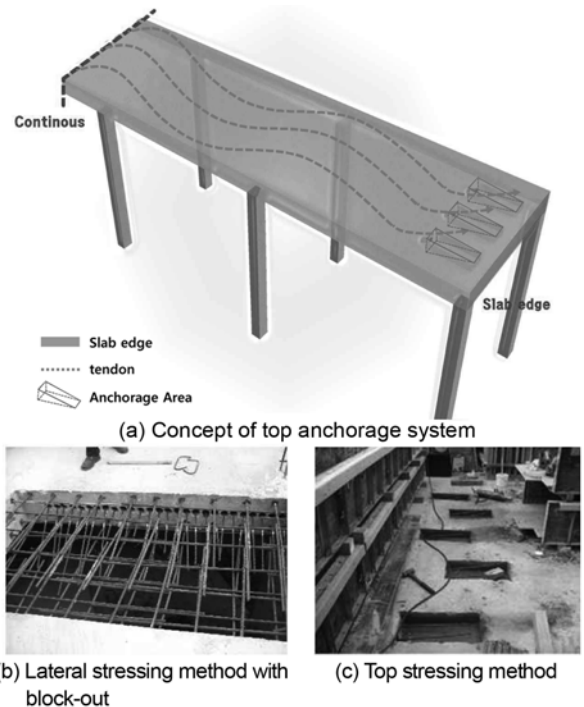 Continous
Slab edge
Slab edge
tendon
Anchorage Area
(a) Concept of top anchorage system
(b) Lateral stressing method with
block-out
(c) Top stressing method